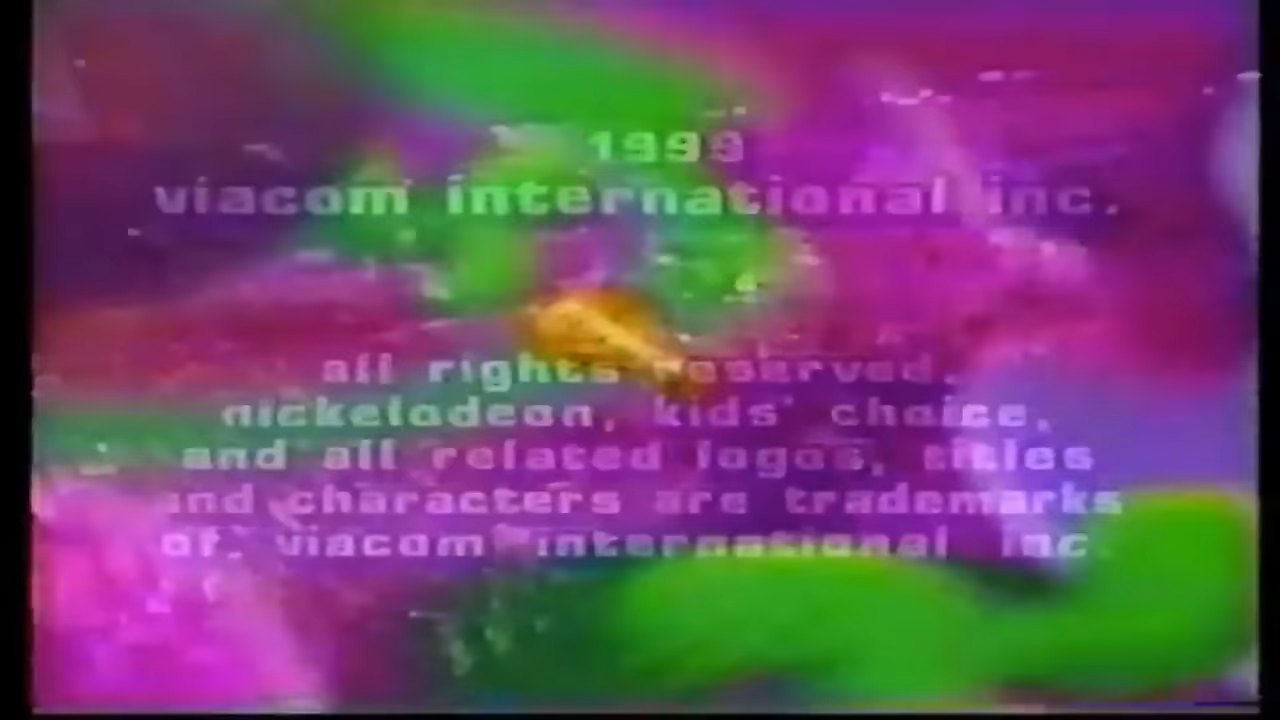 1999
viacom international inc.
all rights reserved.
nickelodeon, kids' choice,
and all related logos, titles
and characters are trademarks
of viacom international inc.